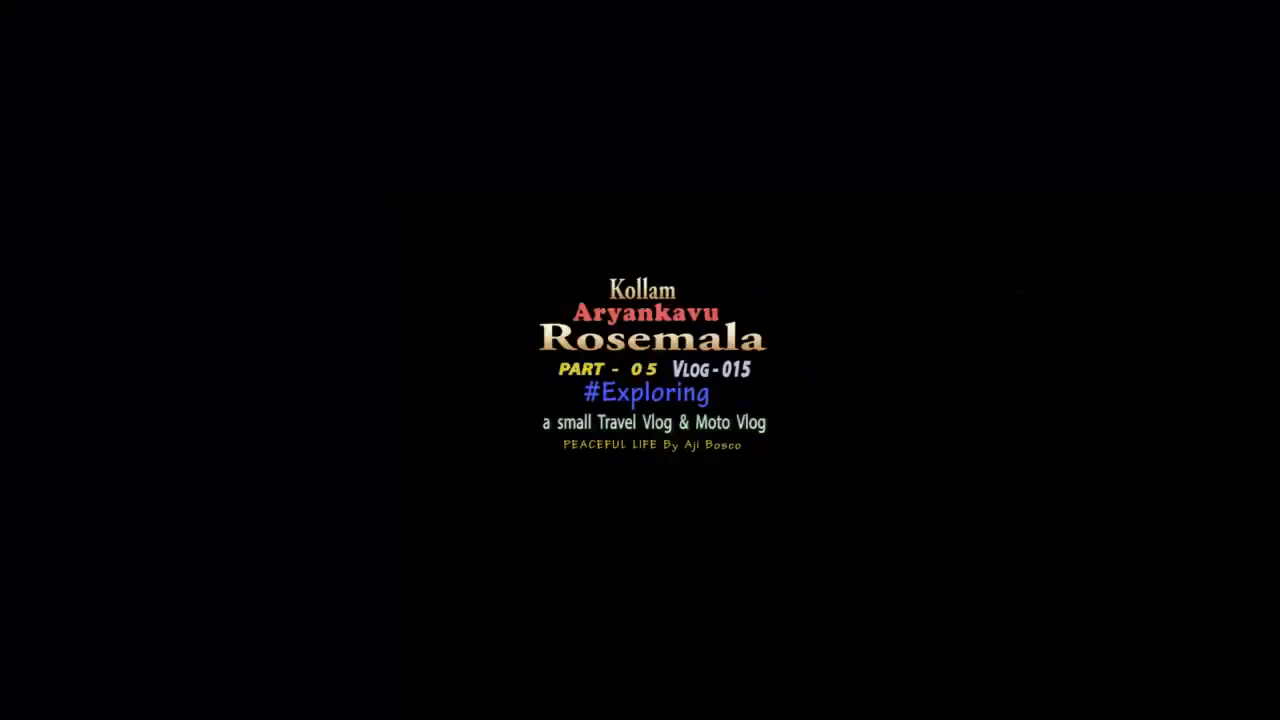 Kollam
Aryankavu
Rosemala
PART - 05 VLOG-015
#Exploring
a small Travel Vlog & Moto Vlog
PEACEFUL LIFE By Aji Bosco